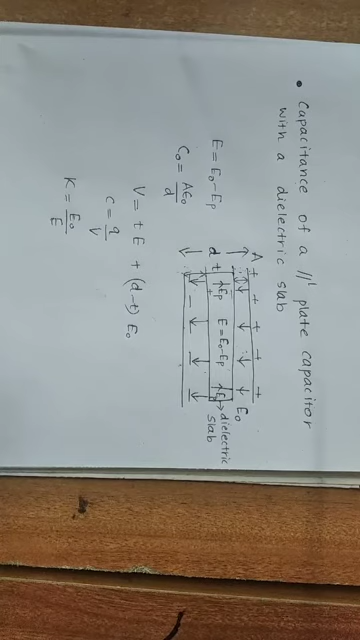 • Capacitance of a //l plate capacitor
with a dielectric slab
A + + + + +
E₀
E = E₀-Ep
d t Ep E = E₀-Ep
→ dielectric
slab
C₀ = Aε₀/d
V = t E + (d-t) E₀
C = q/V
K = E₀/E